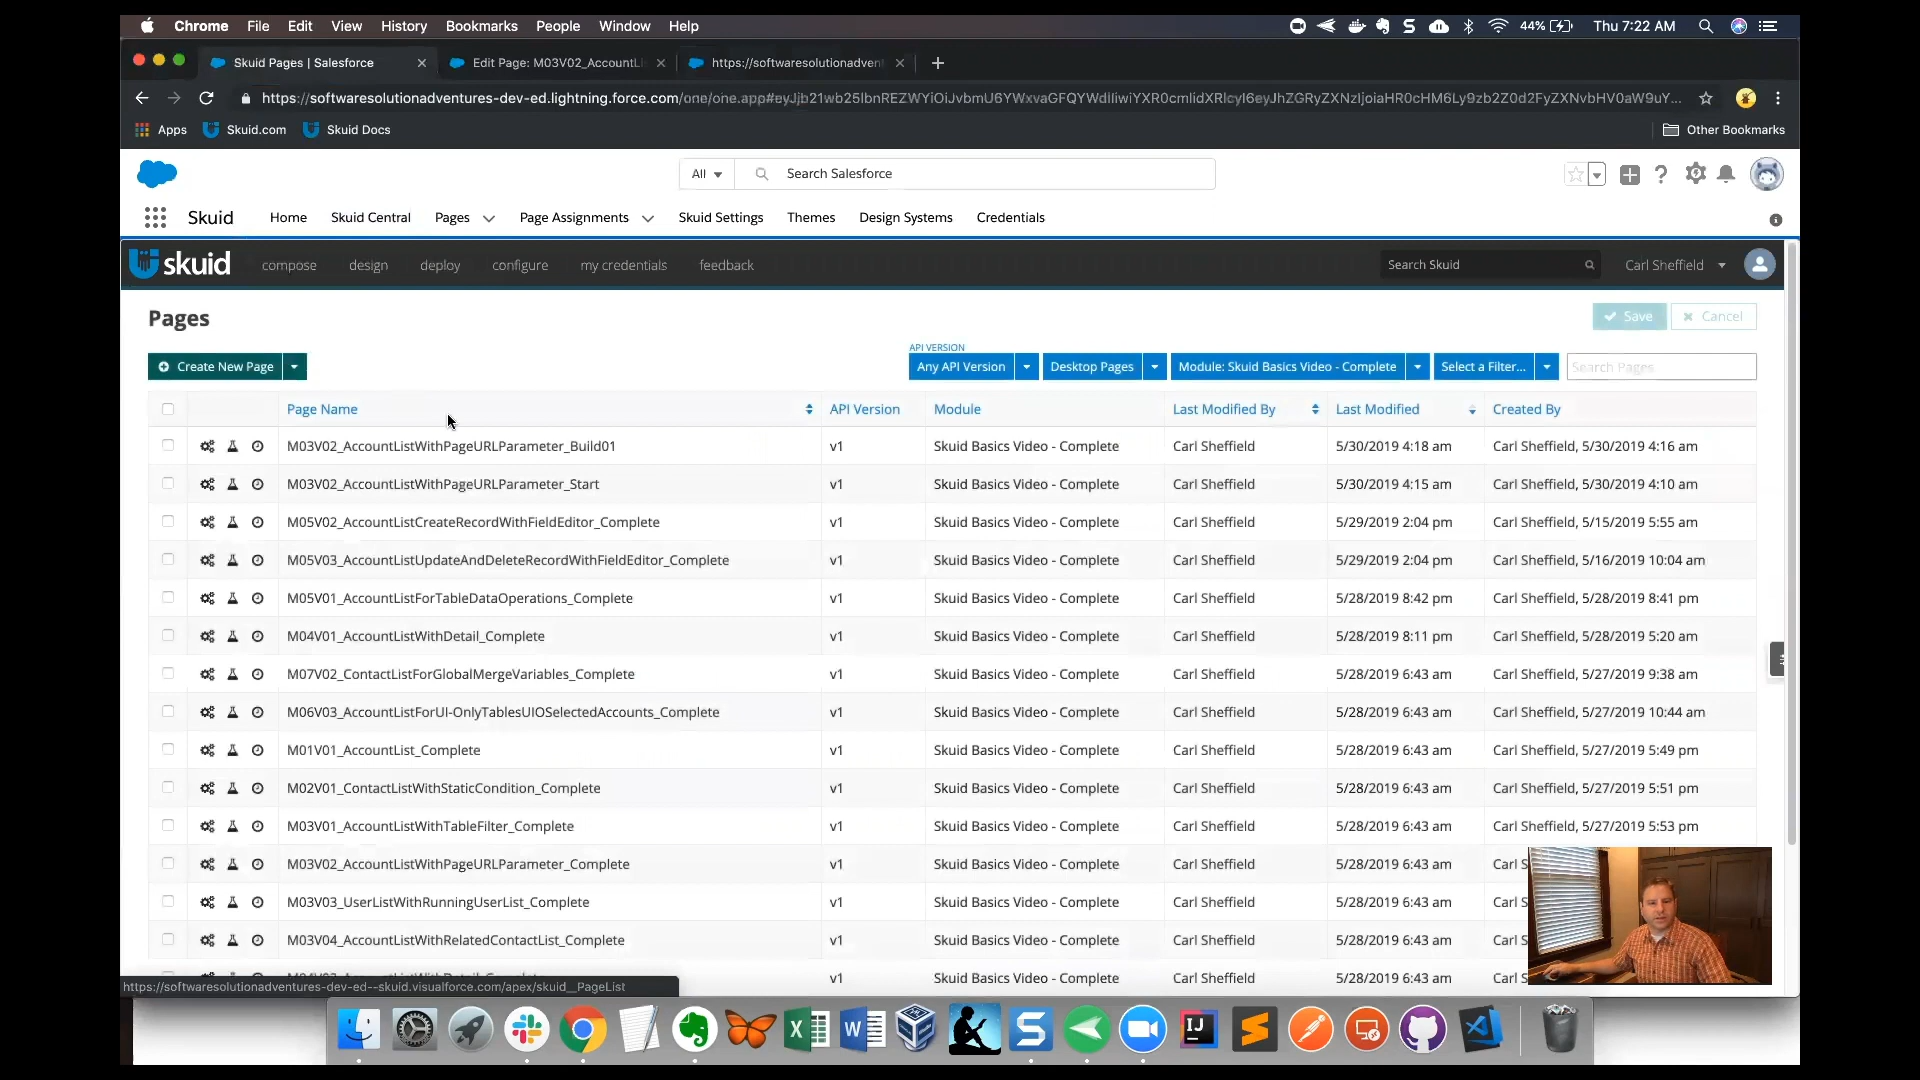 Chrome File Edit View History Bookmarks People Window Help 44% Thu 7:22 AM
Skuid Pages | Salesforce Edit Page: M03V02_AccountLi https://softwaresolutionadven
https://softwaresolutionadventures-dev-ed.lightning.force.com/
Apps Skuid.com Skuid Docs Other Bookmarks
All Search Salesforce
Skuid Home Skuid Central Pages Page Assignments Skuid Settings Themes Design Systems Credentials
skuid compose design deploy configure my credentials feedback Search Skuid Carl Sheffield
Pages Save Cancel
API VERSION
Create New Page Any API Version Desktop Pages Module: Skuid Basics Video - Complete Select a Filter... Search Pages
Page Name API Version Module Last Modified By Last Modified Created By
M03V02_AccountListWithPageURLParameter_Build01 v1 Skuid Basics Video - Complete Carl Sheffield 5/30/2019 4:18 am Carl Sheffield, 5/30/2019 4:16 am
M03V02_AccountListWithPageURLParameter_Start v1 Skuid Basics Video - Complete Carl Sheffield 5/30/2019 4:15 am Carl Sheffield, 5/30/2019 4:10 am
M05V02_AccountListCreateRecordWithFieldEditor_Complete v1 Skuid Basics Video - Complete Carl Sheffield 5/29/2019 2:04 pm Carl Sheffield, 5/15/2019 5:55 am
M05V03_AccountListUpdateAndDeleteRecordWithFieldEditor_Complete v1 Skuid Basics Video - Complete Carl Sheffield 5/29/2019 2:04 pm Carl Sheffield, 5/16/2019 10:04 am
M05V01_AccountListForTableDataOperations_Complete v1 Skuid Basics Video - Complete Carl Sheffield 5/28/2019 8:42 pm Carl Sheffield, 5/28/2019 8:41 pm
M04V01_AccountListWithDetail_Complete v1 Skuid Basics Video - Complete Carl Sheffield 5/28/2019 8:11 pm Carl Sheffield, 5/28/2019 5:20 am
M07V02_ContactListForGlobalMergeVariables_Complete v1 Skuid Basics Video - Complete Carl Sheffield 5/28/2019 6:43 am Carl Sheffield, 5/27/2019 9:38 am
M06V03_AccountListForUI-OnlyTablesUIOSelectedAccounts_Complete v1 Skuid Basics Video - Complete Carl Sheffield 5/28/2019 6:43 am Carl Sheffield, 5/27/2019 10:44 am
M01V01_AccountList_Complete v1 Skuid Basics Video - Complete Carl Sheffield 5/28/2019 6:43 am Carl Sheffield, 5/27/2019 5:49 pm
M02V01_ContactListWithStaticCondition_Complete v1 Skuid Basics Video - Complete Carl Sheffield 5/28/2019 6:43 am Carl Sheffield, 5/27/2019 5:51 pm
M03V01_AccountListWithTableFilter_Complete v1 Skuid Basics Video - Complete Carl Sheffield 5/28/2019 6:43 am Carl Sheffield, 5/27/2019 5:53 pm
M03V02_AccountListWithPageURLParameter_Complete v1 Skuid Basics Video - Complete Carl Sheffield 5/28/2019 6:43 am Carl S
M03V03_UserListWithRunningUserList_Complete v1 Skuid Basics Video - Complete Carl Sheffield 5/28/2019 6:43 am Carl S
M03V04_AccountListWithRelatedContactList_Complete v1 Skuid Basics Video - Complete Carl Sheffield 5/28/2019 6:43 am Carl S
v1 Skuid Basics Video - Complete Carl Sheffield 5/28/2019 6:43 am Carl S
https://softwaresolutionadventures-dev-ed--skuid.visualforce.com/apex/skuid__PageList